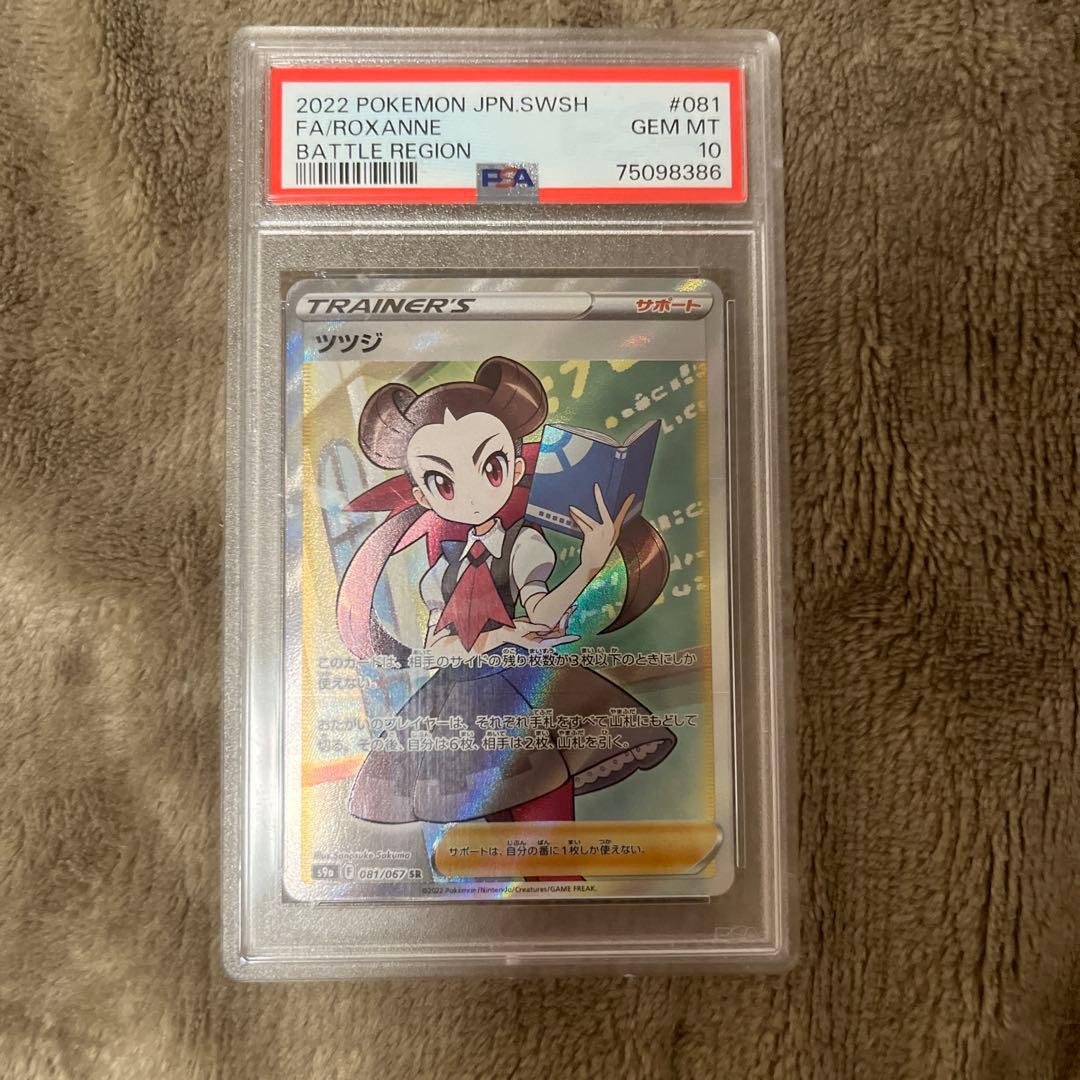 2022 POKEMON JPN.SWSH #081
FA/ROXANNE GEM MT
BATTLE REGION 10
PSA 75098386
TRAINER'S サポート
ツツジ
このカードは、相手のサイドの残り枚数が3枚以下のときにしか
使えない。
おたがいのプレイヤーは、それぞれ手札をすべて山札にもどして
切る。その後、自分は6枚、相手は2枚、山札を引く。
サポートは、自分の番に1枚しか使えない。
Illus. Sanosuke Sakuma
s9a F 081/067 SR
©2022 Pokémon/Nintendo/Creatures/GAME FREAK.
PSA